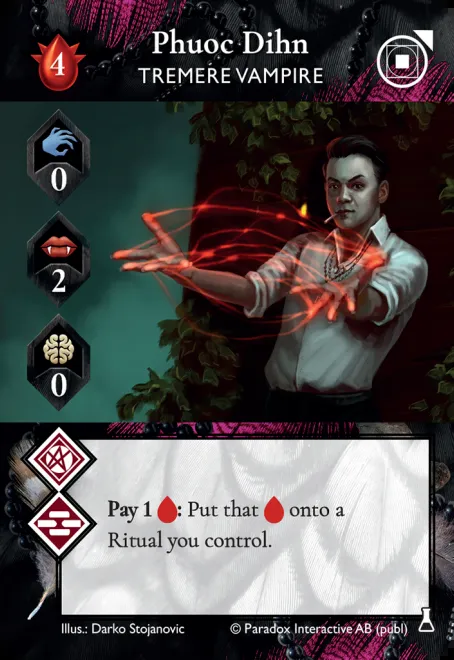 4
Phuoc Dihn
TREMERE VAMPIRE
0
2
0
Pay 1 : Put that onto a
Ritual you control.
Illus.: Darko Stojanovic © Paradox Interactive AB (publ)